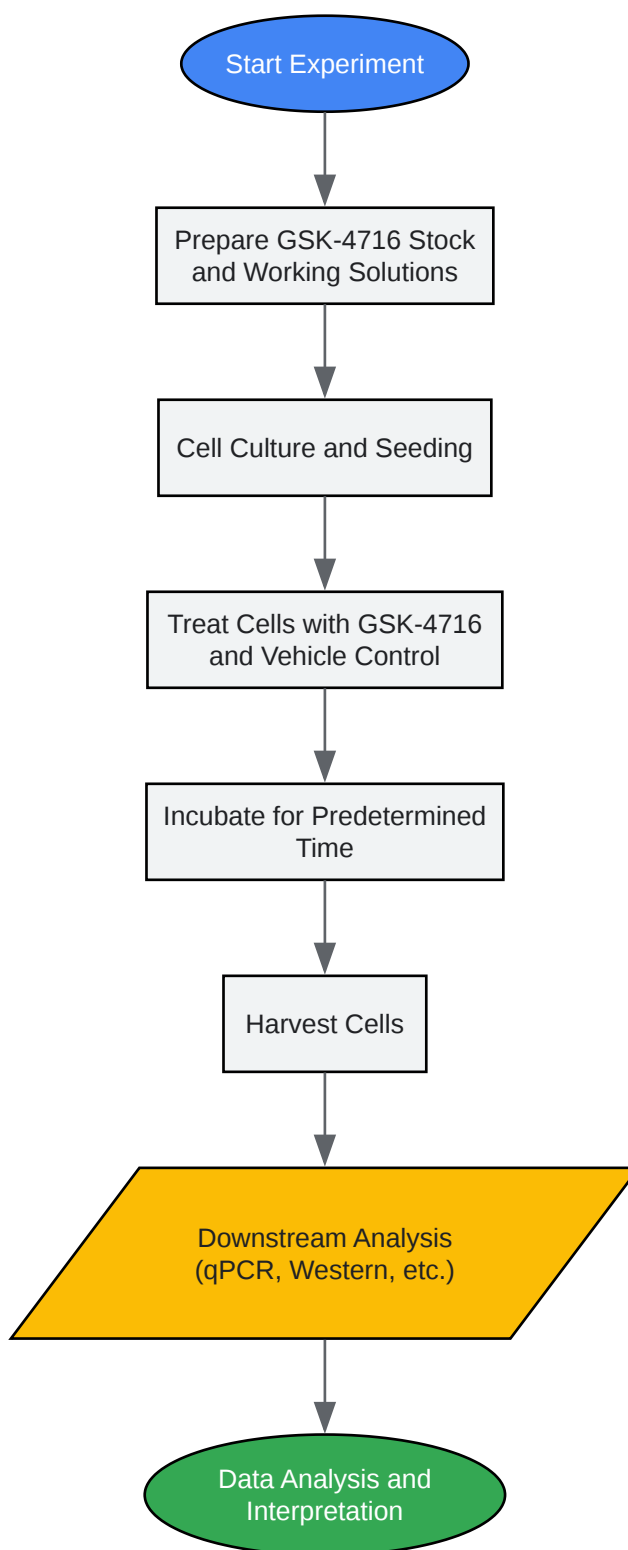 Start Experiment
Prepare GSK-4716 Stock
and Working Solutions
Cell Culture and Seeding
Treat Cells with GSK-4716
and Vehicle Control
Incubate for Predetermined
Time
Harvest Cells
Downstream Analysis
(qPCR, Western, etc.)
Data Analysis and
Interpretation